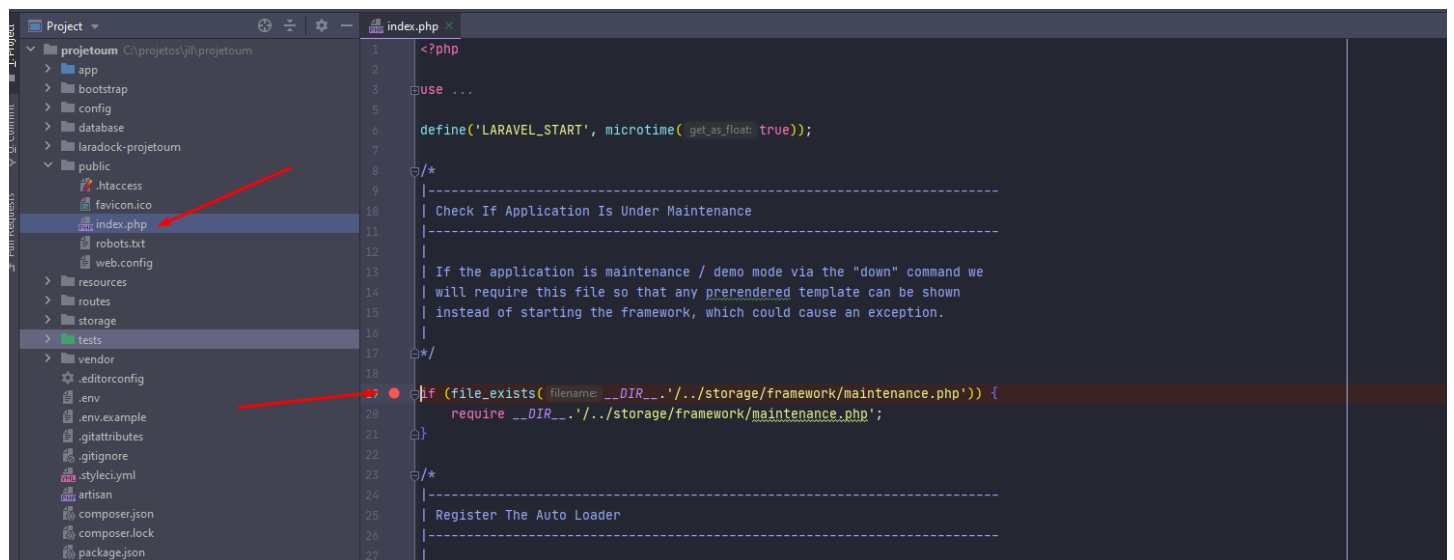 Project
index.php
1: Project
projetoum C:\projetos\jll\projetoum
app
bootstrap
config
database
laradock-projetoum
public
.htaccess
favicon.ico
index.php
robots.txt
web.config
resources
routes
storage
tests
vendor
.editorconfig
.env
.env.example
.gitattributes
.gitignore
.styleci.yml
artisan
composer.json
composer.lock
package.json
Pull Requests
1 <?php
2
3 use ...
5
6 define('LARAVEL_START', microtime( get_as_float: true));
7
8 /*
9 |--------------------------------------------------------------------------
10 | Check If Application Is Under Maintenance
11 |--------------------------------------------------------------------------
12 |
13 | If the application is maintenance / demo mode via the "down" command we
14 | will require this file so that any prerendered template can be shown
15 | instead of starting the framework, which could cause an exception.
16 |
17 */
18
19 if (file_exists( filename: __DIR__.'/../storage/framework/maintenance.php')) {
20 require __DIR__.'/../storage/framework/maintenance.php';
21 }
22
23 /*
24 |--------------------------------------------------------------------------
25 | Register The Auto Loader
26 |--------------------------------------------------------------------------
27 |